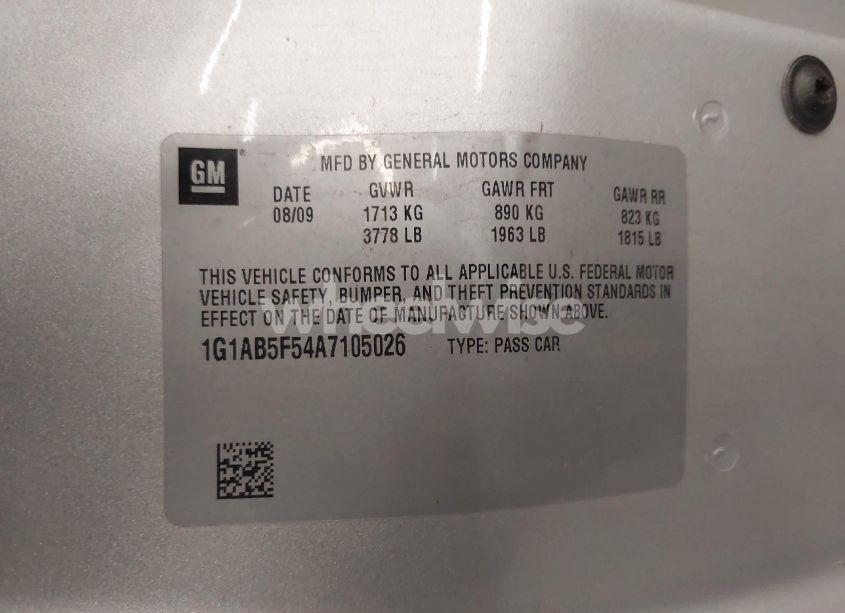 GM
MFD BY GENERAL MOTORS COMPANY
DATE GVWR GAWR FRT GAWR RR
08/09 1713 KG 890 KG 823 KG
3778 LB 1963 LB 1815 LB
THIS VEHICLE CONFORMS TO ALL APPLICABLE U.S. FEDERAL MOTOR
VEHICLE SAFETY, BUMPER, AND THEFT PREVENTION STANDARDS IN
EFFECT ON THE DATE OF MANUFACTURE SHOWN ABOVE.
wheelwise
1G1AB5F54A7105026 TYPE: PASS CAR